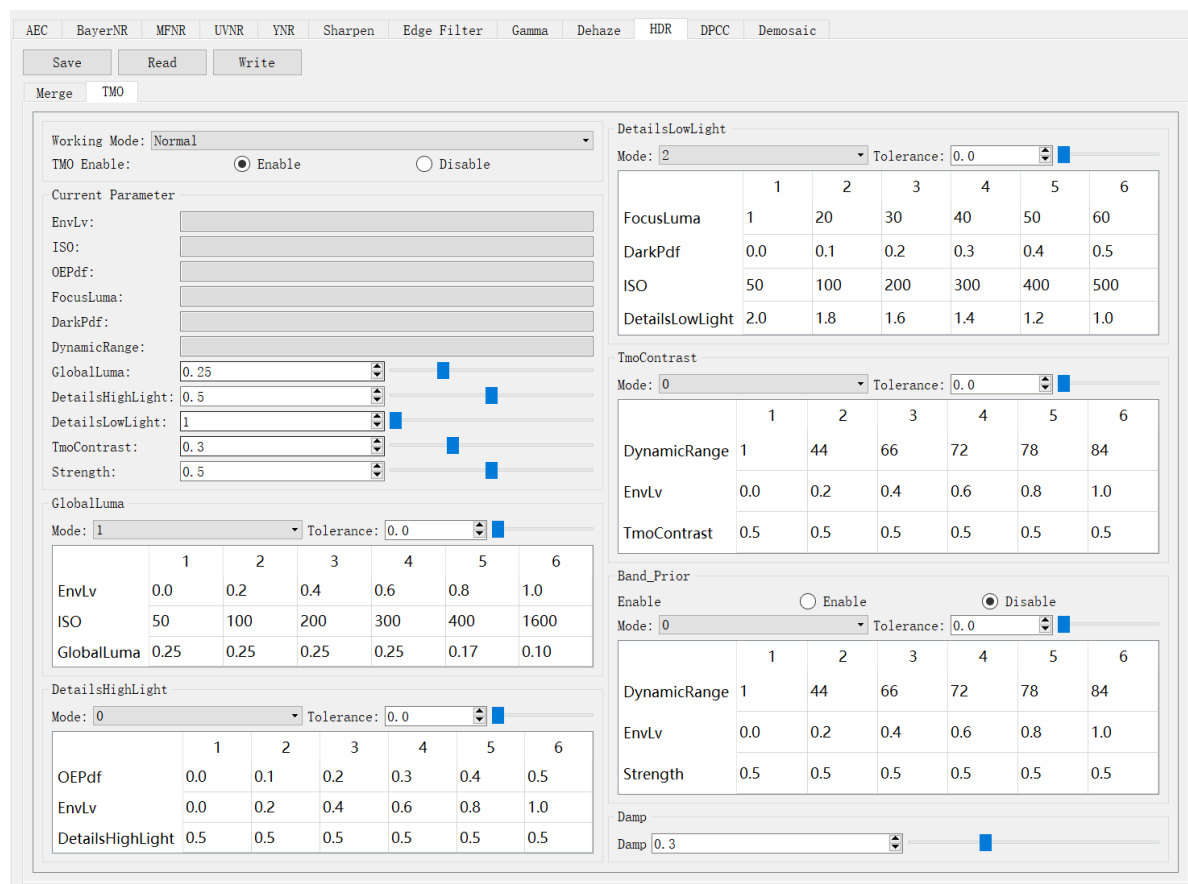 AEC BayerNR MFNR UVNR YNR Sharpen Edge Filter Gamma Dehaze HDR DPCC Demosaic
Save Read Write
Merge TMO
Working Mode: Normal
TMO Enable: Enable Disable
Current Parameter
EnvLv:
ISO:
OEPdf:
FocusLuma:
DarkPdf:
DynamicRange:
GlobalLuma: 0.25
DetailsHighLight: 0.5
DetailsLowLight: 1
TmoContrast: 0.3
Strength: 0.5
GlobalLuma
Mode: 1 Tolerance: 0.0
1 2 3 4 5 6
EnvLv 0.0 0.2 0.4 0.6 0.8 1.0
ISO 50 100 200 300 400 1600
GlobalLuma 0.25 0.25 0.25 0.25 0.17 0.10
DetailsHighLight
Mode: 0 Tolerance: 0.0
1 2 3 4 5 6
OEPdf 0.0 0.1 0.2 0.3 0.4 0.5
EnvLv 0.0 0.2 0.4 0.6 0.8 1.0
DetailsHighLight 0.5 0.5 0.5 0.5 0.5 0.5
DetailsLowLight
Mode: 2 Tolerance: 0.0
1 2 3 4 5 6
FocusLuma 1 20 30 40 50 60
DarkPdf 0.0 0.1 0.2 0.3 0.4 0.5
ISO 50 100 200 300 400 500
DetailsLowLight 2.0 1.8 1.6 1.4 1.2 1.0
TmoContrast
Mode: 0 Tolerance: 0.0
1 2 3 4 5 6
DynamicRange 1 44 66 72 78 84
EnvLv 0.0 0.2 0.4 0.6 0.8 1.0
TmoContrast 0.5 0.5 0.5 0.5 0.5 0.5
Band_Prior
Enable Enable Disable
Mode: 0 Tolerance: 0.0
1 2 3 4 5 6
DynamicRange 1 44 66 72 78 84
EnvLv 0.0 0.2 0.4 0.6 0.8 1.0
Strength 0.5 0.5 0.5 0.5 0.5 0.5
Damp
Damp 0.3